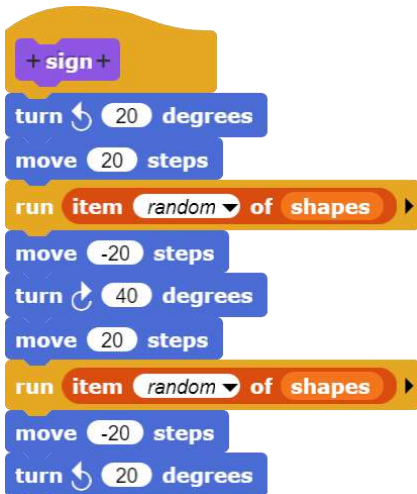 + sign +
turn 20 degrees
move 20 steps
run item random of shapes
move -20 steps
turn 40 degrees
move 20 steps
run item random of shapes
move -20 steps
turn 20 degrees